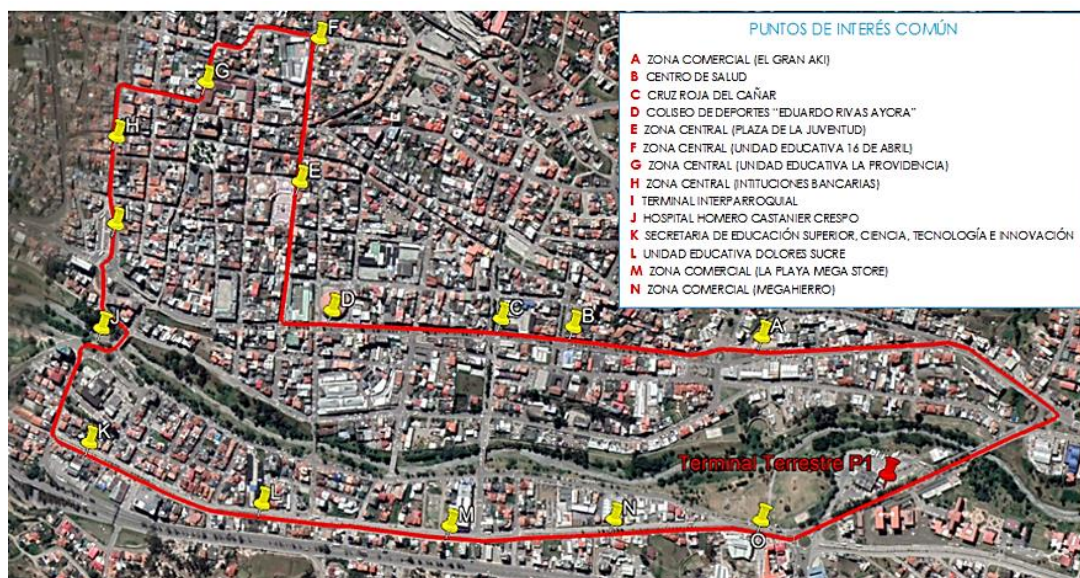 PUNTOS DE INTERÉS COMÚN
A ZONA COMERCIAL (EL GRAN AKI)
B CENTRO DE SALUD
C CRUZ ROJA DEL CAÑAR
D COLISEO DE DEPORTES "EDUARDO RIVAS AYORA"
E ZONA CENTRAL (PLAZA DE LA JUVENTUD)
F ZONA CENTRAL (UNIDAD EDUCATIVA 16 DE ABRIL)
G ZONA CENTRAL (UNIDAD EDUCATIVA LA PROVIDENCIA)
H ZONA CENTRAL (INTITUCIONES BANCARIAS)
I TERMINAL INTERPARROQUIAL
J HOSPITAL HOMERO CASTANIER CRESPO
K SECRETARIA DE EDUCACIÓN SUPERIOR, CIENCIA, TECNOLOGÍA E INNOVACIÓN
L UNIDAD EDUCATIVA DOLORES SUCRE
M ZONA COMERCIAL (LA PLAYA MEGA STORE)
N ZONA COMERCIAL (MEGAHIERRO)
F
G
H
E
I
D
C
B
A
J
K
Terminal Terrestre P1
L
M
N
O